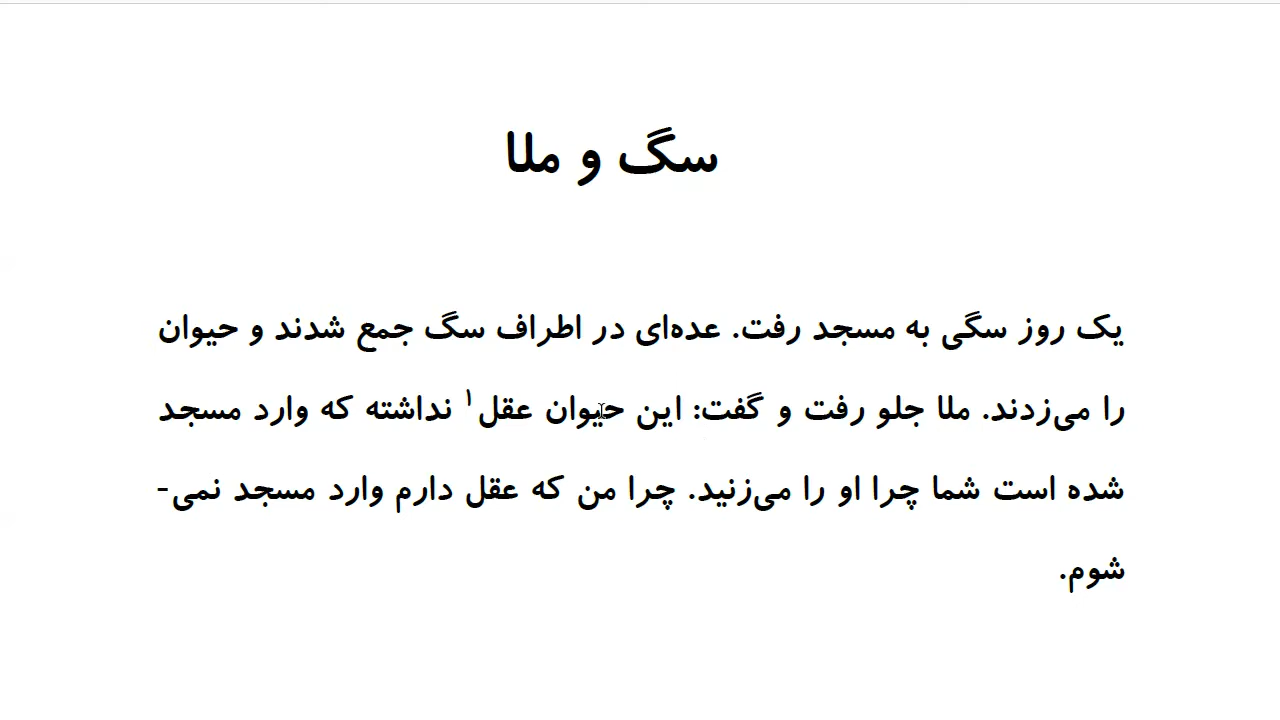 سگ و ملا
یک روز سگی به مسجد رفت. عده‌ای در اطراف سگ جمع شدند و حیوان
را می‌زدند. ملا جلو رفت و گفت: این حیوان عقل۱ نداشته که وارد مسجد
شده است شما چرا او را می‌زنید. چرا من که عقل دارم وارد مسجد نمی-
شوم.